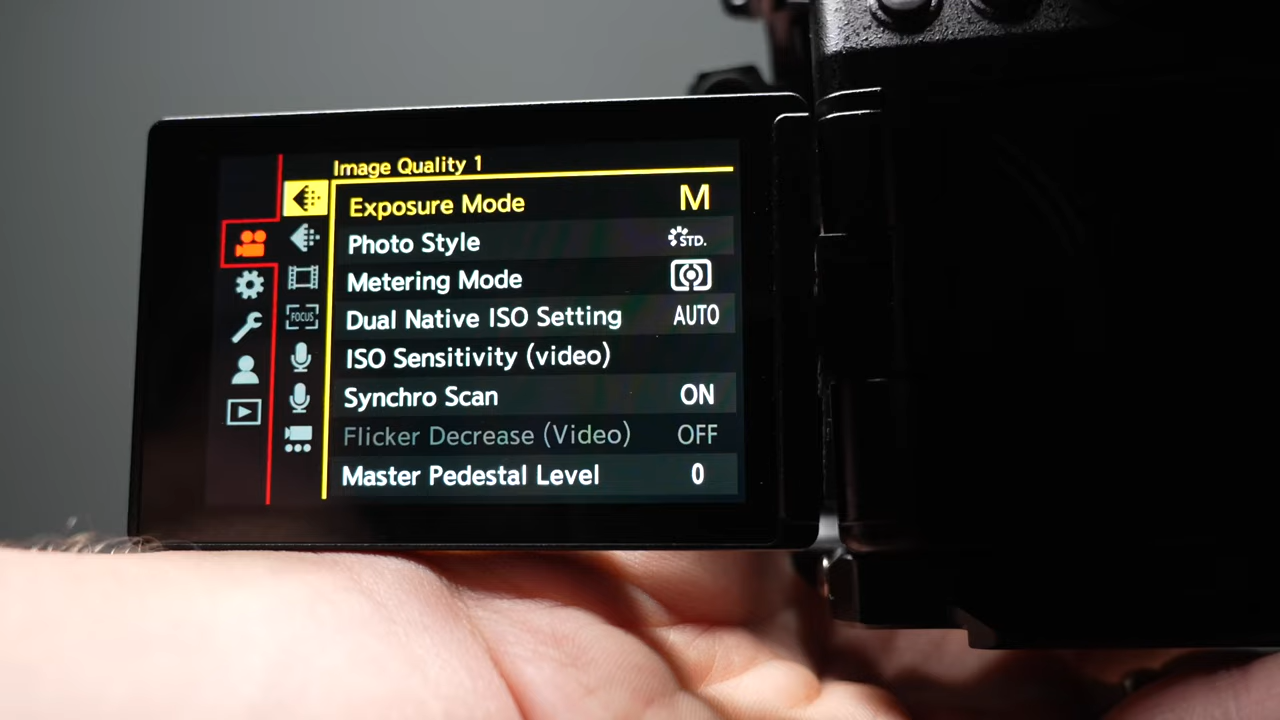 Image Quality 1
Exposure Mode M
Photo Style STD.
Metering Mode
Dual Native ISO Setting AUTO
FOCUS
ISO Sensitivity (video)
Synchro Scan ON
Flicker Decrease (Video) OFF
Master Pedestal Level 0